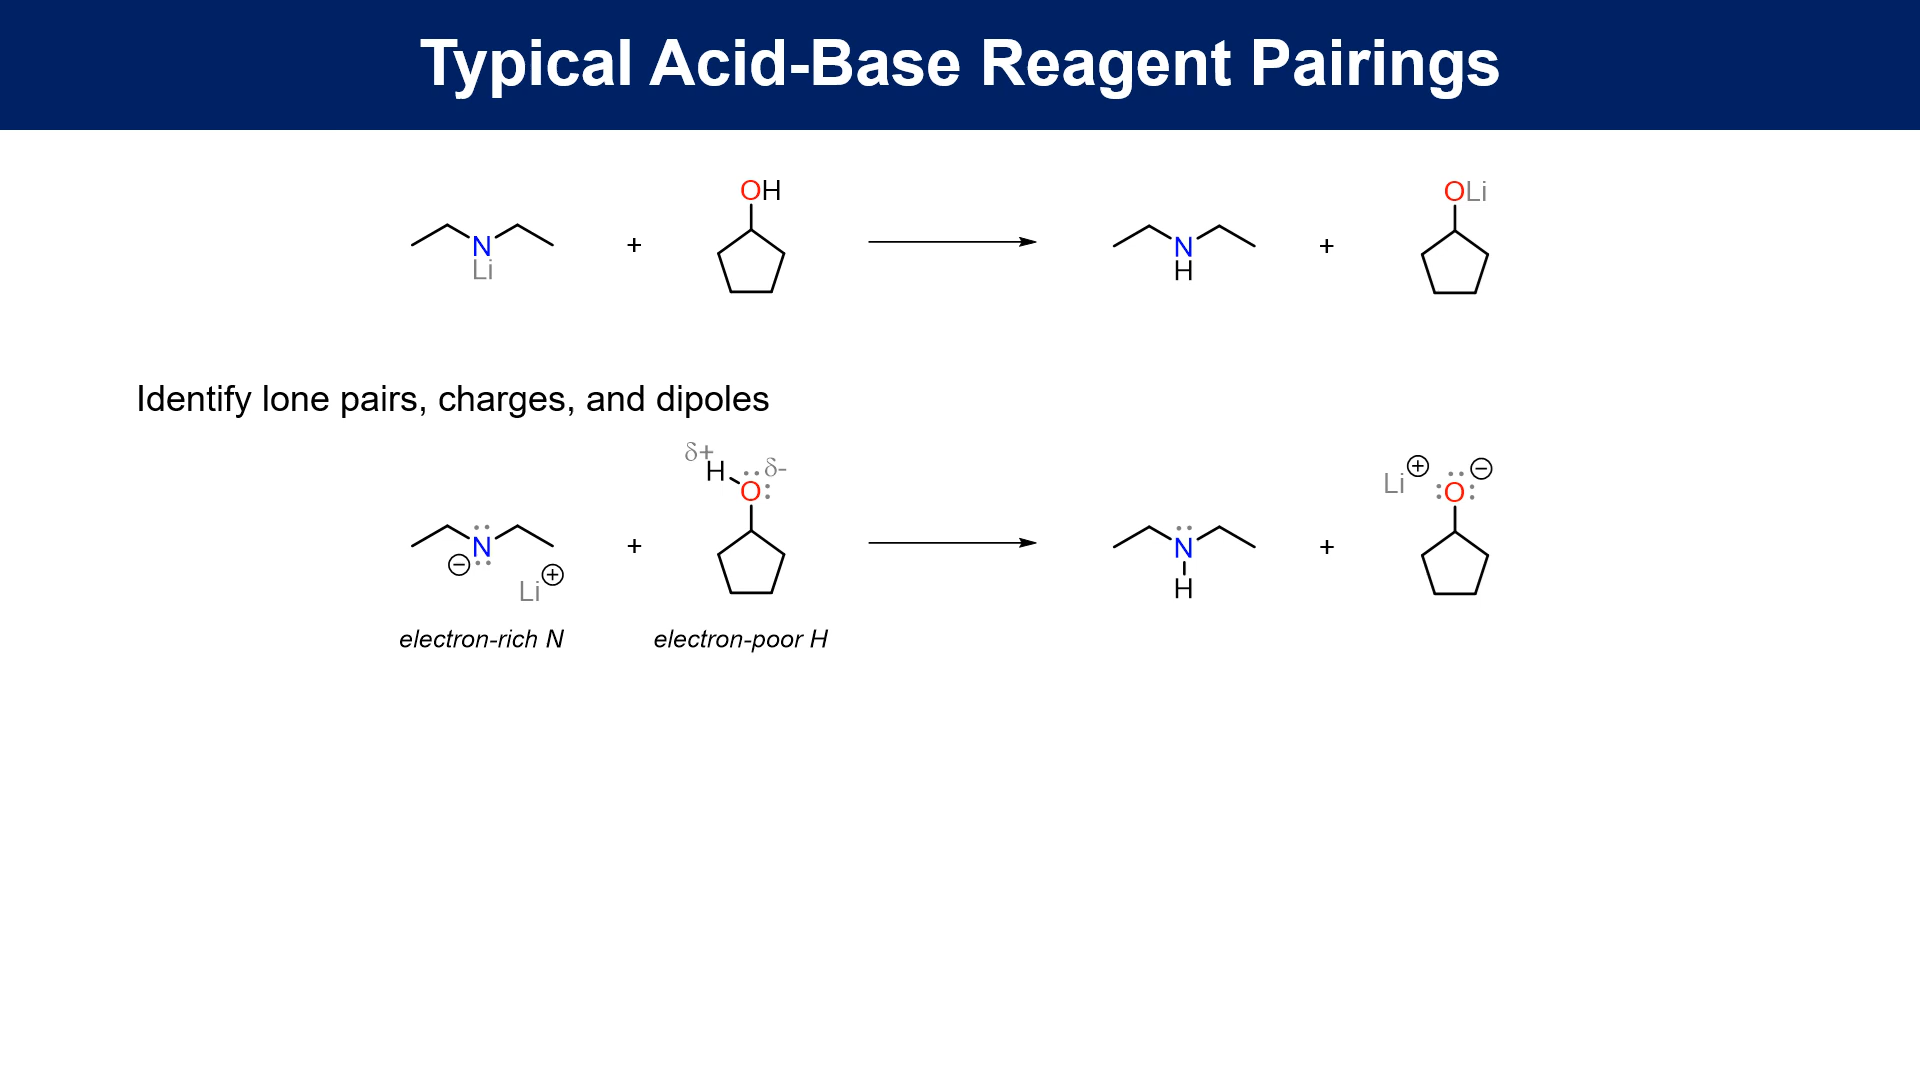 Typical Acid-Base Reagent Pairings
OH
OLi
N
Li
+
N
H
+
Identify lone pairs, charges, and dipoles
δ+
H
O
δ-
Li
+
O
−
N
−
Li
+
+
N
H
+
electron-rich N
electron-poor H